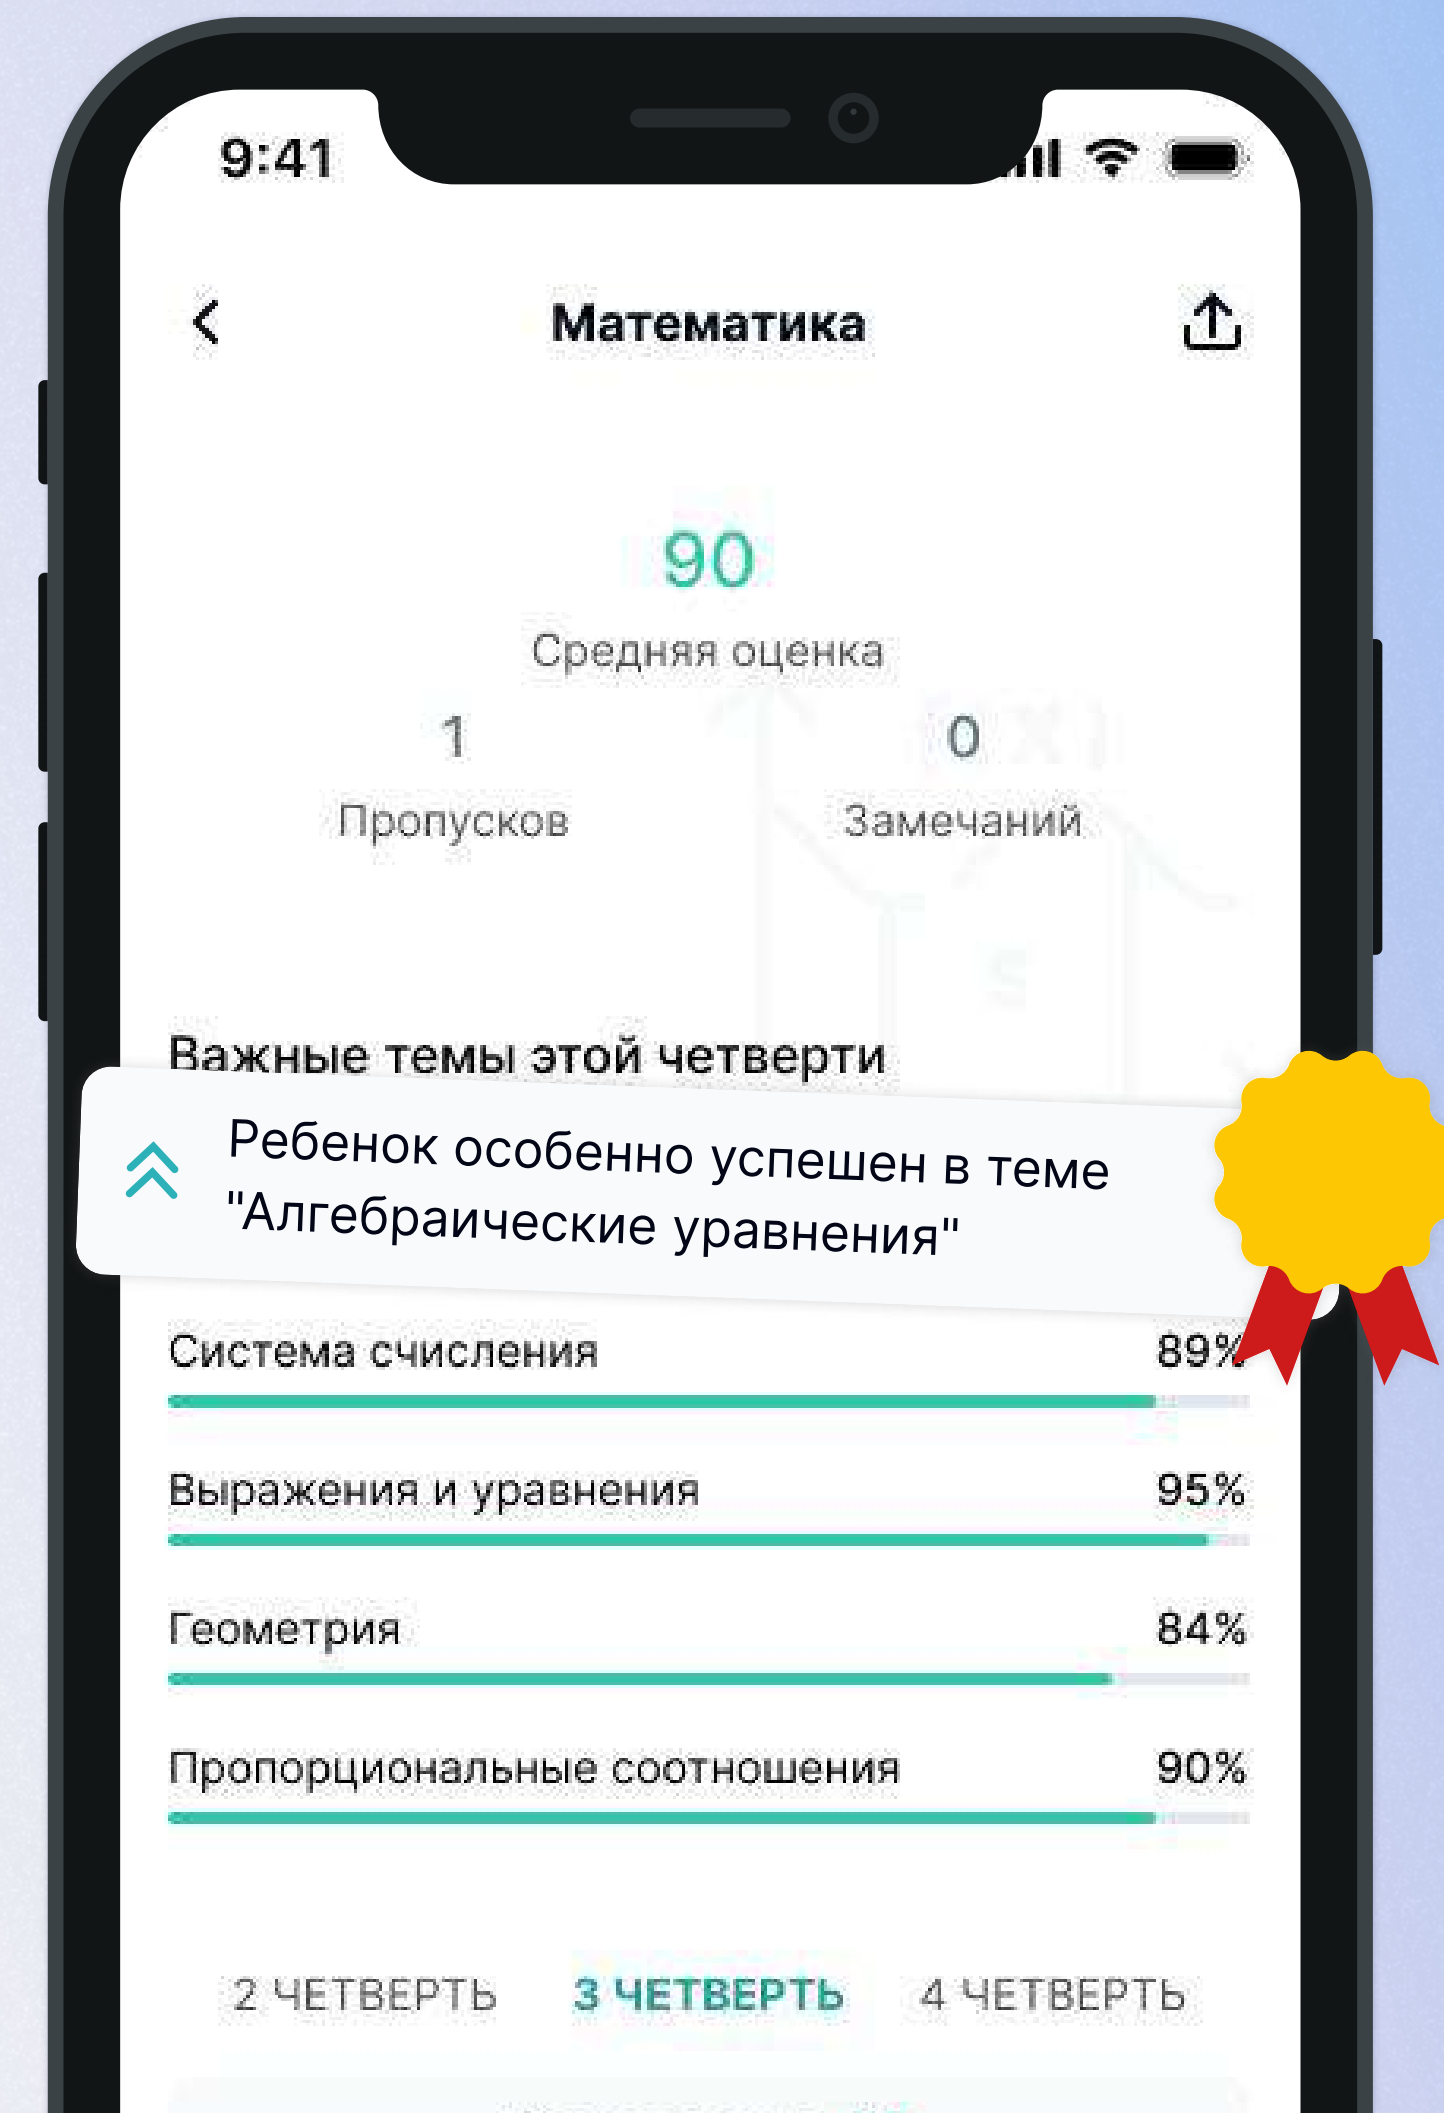 9:41
Математика
90
Средняя оценка
1
0
Пропусков
Замечаний
Важные темы этой четверти
Ребенок особенно успешен в теме
"Алгебраические уравнения"
Система счисления
89%
Выражения и уравнения
95%
Геометрия
84%
Пропорциональные соотношения
90%
2 ЧЕТВЕРТЬ
3 ЧЕТВЕРТЬ
4 ЧЕТВЕРТЬ